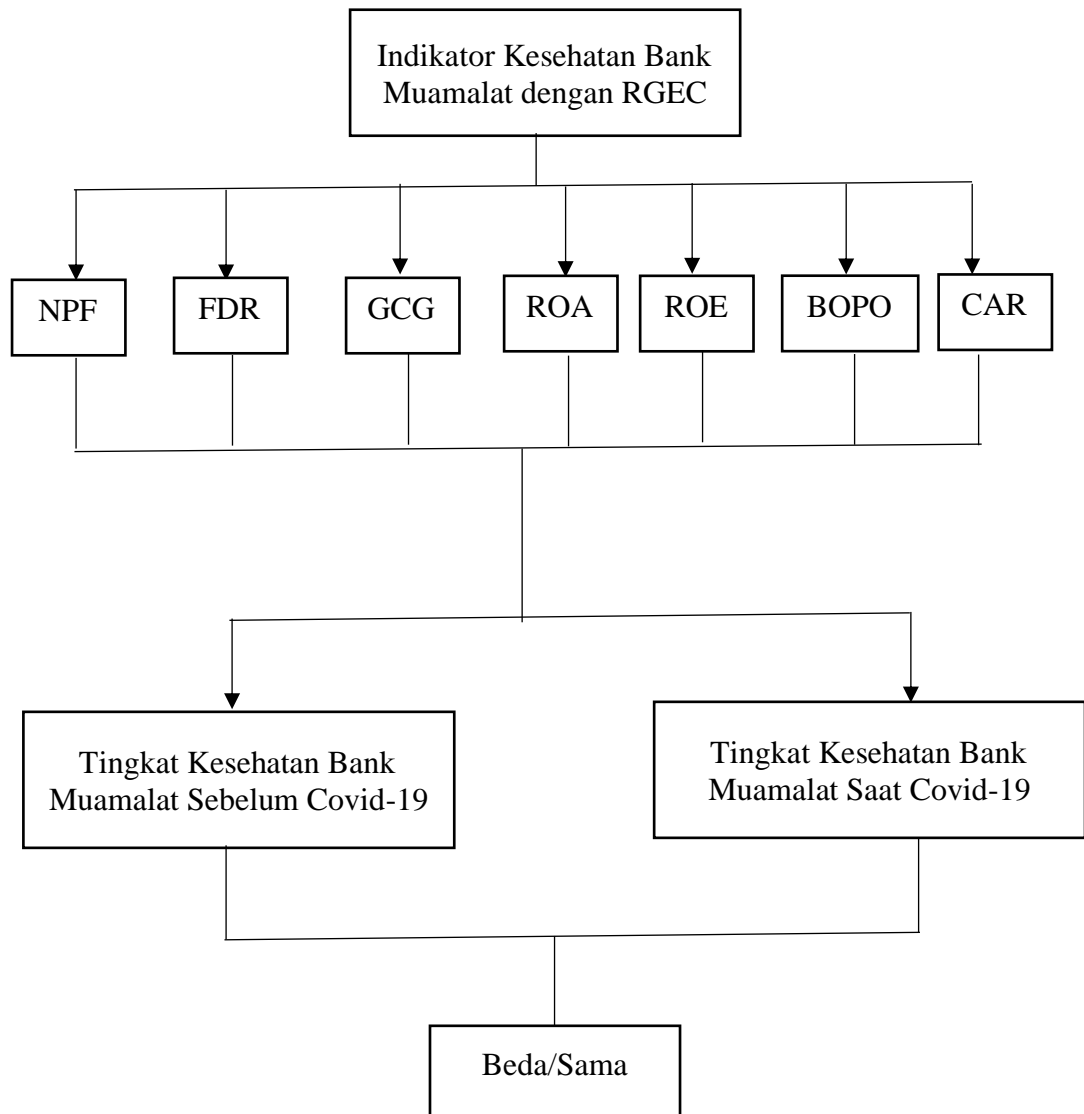 Indikator Kesehatan Bank
Muamalat dengan RGEC
NPF
FDR
GCG
ROA
ROE
BOPO
CAR
Tingkat Kesehatan Bank
Muamalat Sebelum Covid-19
Tingkat Kesehatan Bank
Muamalat Saat Covid-19
Beda/Sama